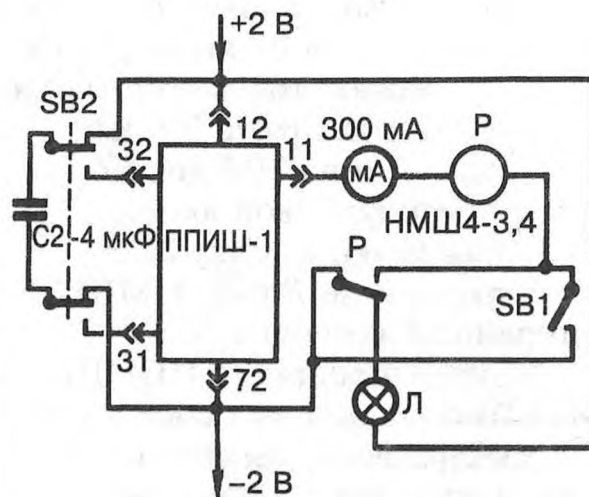 +2 В
SB2
12
300 мА
Р
32
11
мА
С2-4 мкФ
ППИШ-1
НМШ4-3,4
Р
SB1
31
72
Л
−2 В